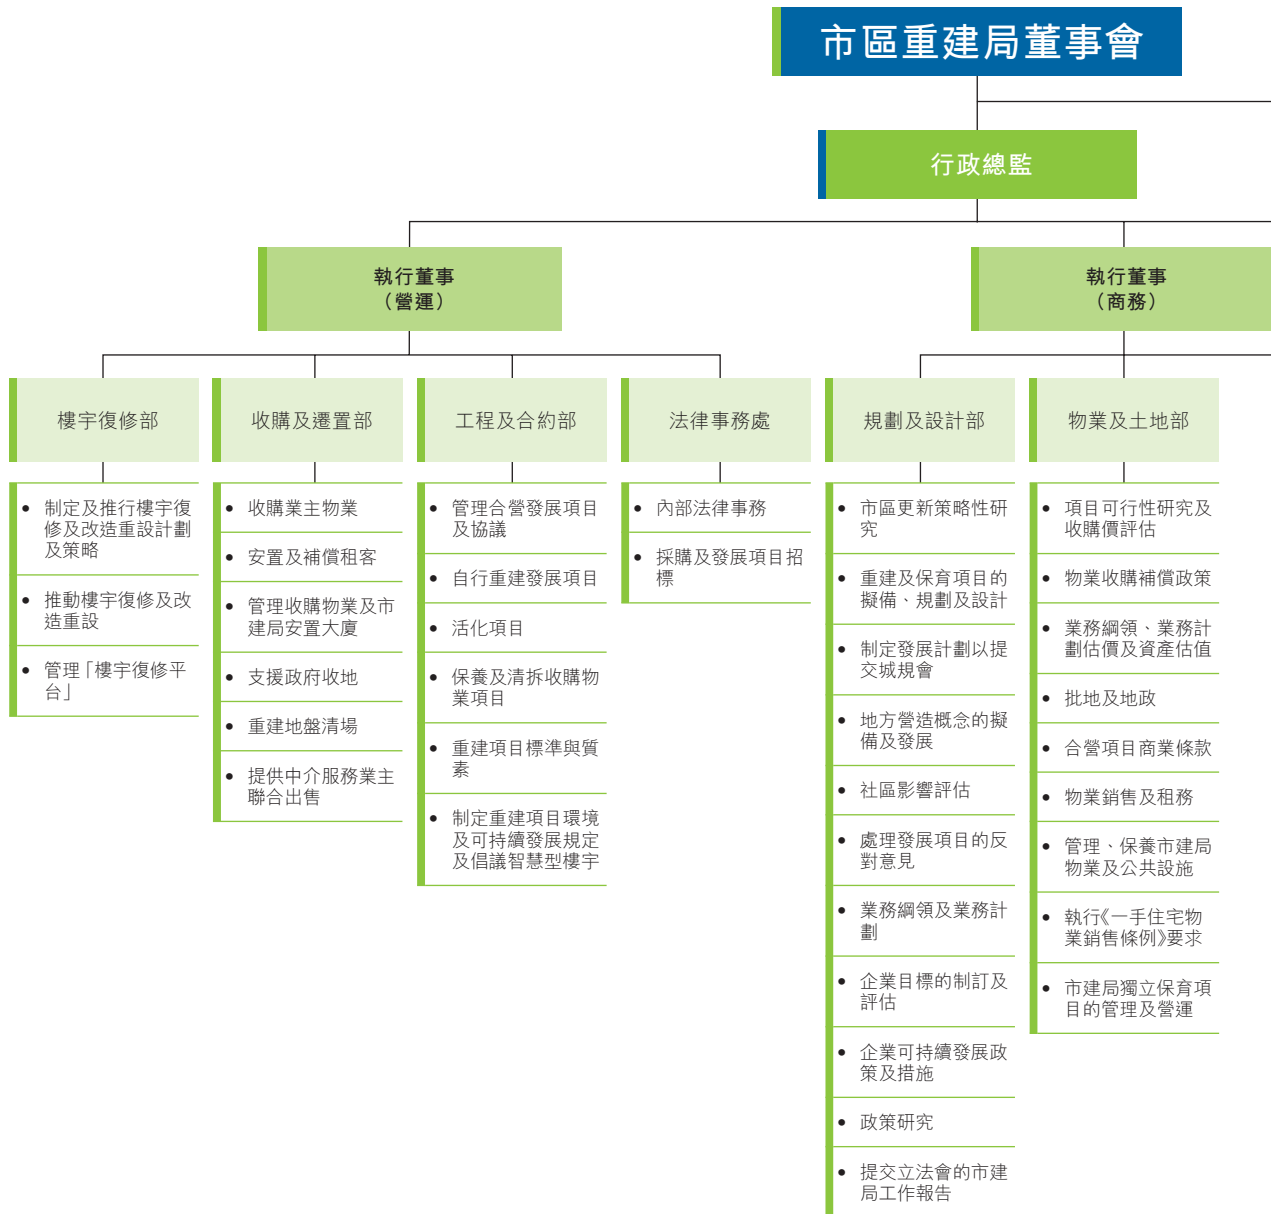 市區重建局董事會
行政總監
執行董事
（營運）
執行董事
（商務）
樓宇復修部
• 制定及推行樓宇復
修及改造重設計劃
及策略
• 推動樓宇復修及改
造重設
• 管理「樓宇復修平
台」
收購及遷置部
• 收購業主物業
• 安置及補償租客
• 管理收購物業及市
建局安置大廈
• 支援政府收地
• 重建地盤清場
• 提供中介服務業主
聯合出售
工程及合約部
• 管理合營發展項目
及協議
• 自行重建發展項目
• 活化項目
• 保養及清拆收購物
業項目
• 重建項目標準與質
素
• 制定重建項目環境
及可持續發展規定
及倡議智慧型樓宇
法律事務處
• 內部法律事務
• 採購及發展項目招
標
規劃及設計部
• 市區更新策略性研
究
• 重建及保育項目的
擬備、規劃及設計
• 制定發展計劃以提
交城規會
• 地方營造概念的擬
備及發展
• 社區影響評估
• 處理發展項目的反
對意見
• 業務綱領及業務計
劃
• 企業目標的制訂及
評估
• 企業可持續發展政
策及措施
• 政策研究
• 提交立法會的市建
局工作報告
物業及土地部
• 項目可行性研究及
收購價評估
• 物業收購補償政策
• 業務綱領、業務計
劃估價及資產估值
• 批地及地政
• 合營項目商業條款
• 物業銷售及租務
• 管理、保養市建局
物業及公共設施
• 執行《一手住宅物
業銷售條例》要求
• 市建局獨立保育項
目的管理及營運